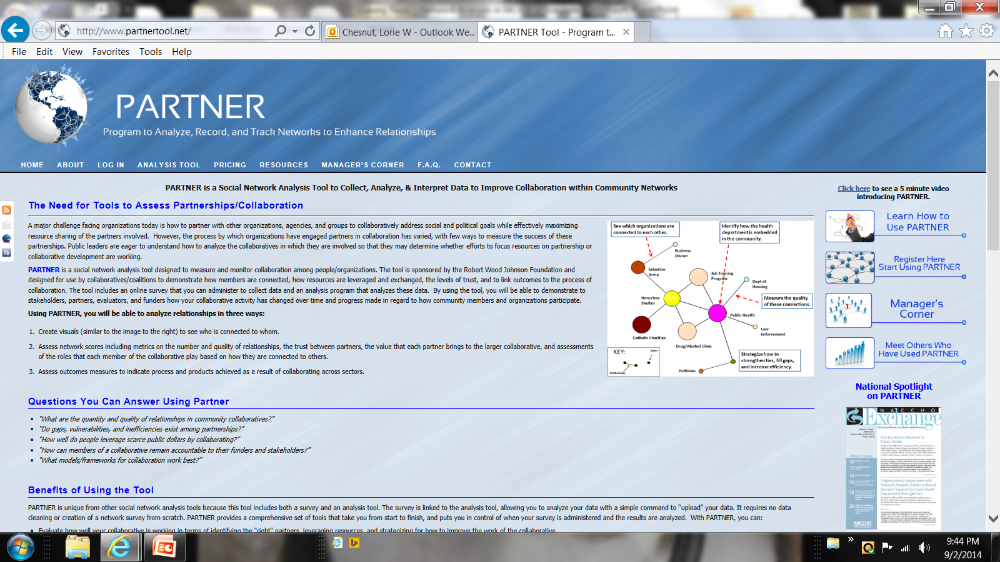 http://www.partnertool.net/
Chesnut, Lorie W - Outlook We...
PARTNER Tool - Program t...
File Edit View Favorites Tools Help
PARTNER
Program to Analyze, Record, and Track Networks to Enhance Relationships
HOME ABOUT LOG IN ANALYSIS TOOL PRICING RESOURCES MANAGER'S CORNER F.A.Q. CONTACT
PARTNER is a Social Network Analysis Tool to Collect, Analyze, & Interpret Data to Improve Collaboration within Community Networks
The Need for Tools to Assess Partnerships/Collaboration
A major challenge facing organizations today is how to partner with other organizations, agencies, and groups to collaboratively address social and political goals while effectively maximizing
resource sharing of the partners involved. However, the process by which organizations have engaged partners in collaboration has varied, with few ways to measure the success of these
partnerships. Public leaders are eager to understand how to analyze the collaboratives in which they are involved so that they may determine whether efforts to focus resources on partnership or
collaborative development are working.
PARTNER is a social network analysis tool designed to measure and monitor collaboration among people/organizations. The tool is sponsored by the Robert Wood Johnson Foundation and
designed for use by collaboratives/coalitions to demonstrate how members are connected, how resources are leveraged and exchanged, the levels of trust, and to link outcomes to the process of
collaboration. The tool includes an online survey that you can administer to collect data and an analysis program that analyzes these data. By using the tool, you will be able to demonstrate to
stakeholders, partners, evaluators, and funders how your collaborative activity has changed over time and progress made in regard to how community members and organizations participate.
Using PARTNER, you will be able to analyze relationships in three ways:
1. Create visuals (similar to the image to the right) to see who is connected to whom.
2. Assess network scores including metrics on the number and quality of relationships, the trust between partners, the value that each partner brings to the larger collaborative, and assessments
of the roles that each member of the collaborative play based on how they are connected to others.
3. Assess outcomes measures to indicate process and products achieved as a result of collaborating across sectors.
See which organizations are
connected to each other.
Identify how the health
department is embedded
in the community.
Business
Owner
Salvation
Army
Job Training
Program
Dept of
Housing
Homeless
Shelter
Measure the quality
of these connections.
Public Health
Catholic Charities
Law
Enforcement
Drug/Alcohol Clinic
KEY:
Nodes
Relationships
Strategize how to
strengthen ties, fill gaps,
and increase efficiency.
Politician
Questions You Can Answer Using Partner
"What are the quantity and quality of relationships in community collaboratives?"
"Do gaps, vulnerabilities, and inefficiencies exist among partnerships?"
"How well do people leverage scarce public dollars by collaborating?"
"How can members of a collaborative remain accountable to their funders and stakeholders?"
"What models/frameworks for collaboration work best?"
Benefits of Using the Tool
PARTNER is unique from other social network analysis tools because this tool includes both a survey and an analysis tool. The survey is linked to the analysis tool, allowing you to analyze your data with a simple command to "upload" your data. It requires no data
cleaning or creation of a network survey from scratch. PARTNER provides a comprehensive set of tools that take you from start to finish, and puts you in control of when your survey is administered and the results are analyzed. With PARTNER, you can:
Evaluate how well your collaborative is working in terms of identifying the "right" partners, leveraging resources, and strategizing for how to improve the work of the collaborative
Click here to see a 5 minute video
introducing PARTNER.
Learn How to
Use PARTNER
Register Here
Start Using PARTNER
Manager's
Corner
Meet Others Who
Have Used PARTNER
National Spotlight
on PARTNER
NACCHO
Exchange
Practice-Based Research in
Public Health
What's Inside
10
12
14
16
18
20
Organizational Assessment with
Network Analysis: Evidence Based
Decision Support for Local Health
Department Management
NACCHO
9:44 PM
9/2/2014